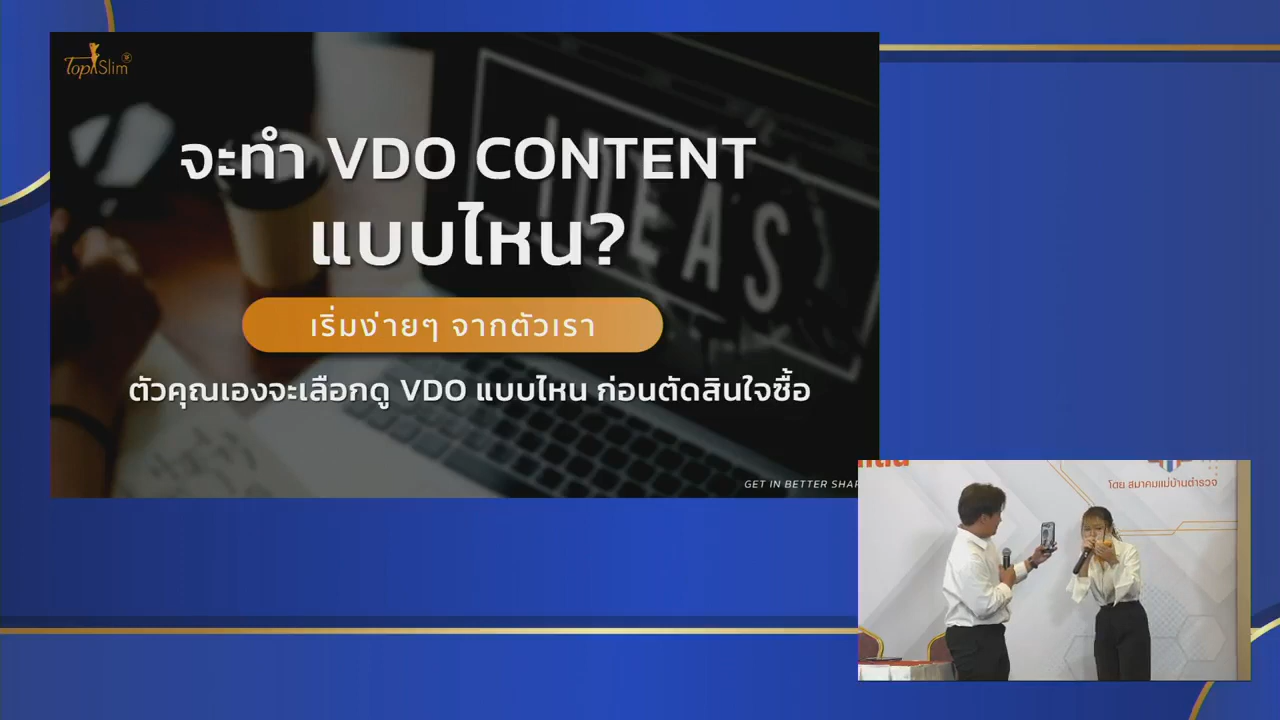 Top Slim
จะทำ VDO CONTENT
แบบไหน?
เริ่มง่ายๆ จากตัวเรา
ตัวคุณเองจะเลือกดู VDO แบบไหน ก่อนตัดสินใจซื้อ
IDEAS
GET IN BETTER SHAP
โดย สมาคมแม่บ้านตำรวจ